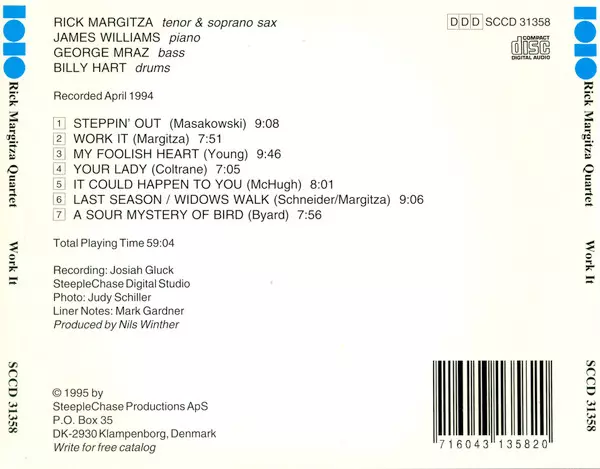 RICK MARGITZA tenor & soprano sax
JAMES WILLIAMS piano
GEORGE MRAZ bass
BILLY HART drums
DDD SCCD 31358
COMPACT
disc
DIGITAL AUDIO
Recorded April 1994
1 STEPPIN' OUT (Masakowski) 9:08
2 WORK IT (Margitza) 7:51
3 MY FOOLISH HEART (Young) 9:46
4 YOUR LADY (Coltrane) 7:05
5 IT COULD HAPPEN TO YOU (McHugh) 8:01
6 LAST SEASON / WIDOWS WALK (Schneider/Margitza) 9:06
7 A SOUR MYSTERY OF BIRD (Byard) 7:56
Total Playing Time 59:04
Recording: Josiah Gluck
SteepleChase Digital Studio
Photo: Judy Schiller
Liner Notes: Mark Gardner
Produced by Nils Winther
© 1995 by
SteepleChase Productions ApS
P.O. Box 35
DK-2930 Klampenborg, Denmark
Write for free catalog
7 16043 13582 0
Rick Margitza Quartet Work It SCCD 31358
Rick Margitza Quartet Work It SCCD 31358